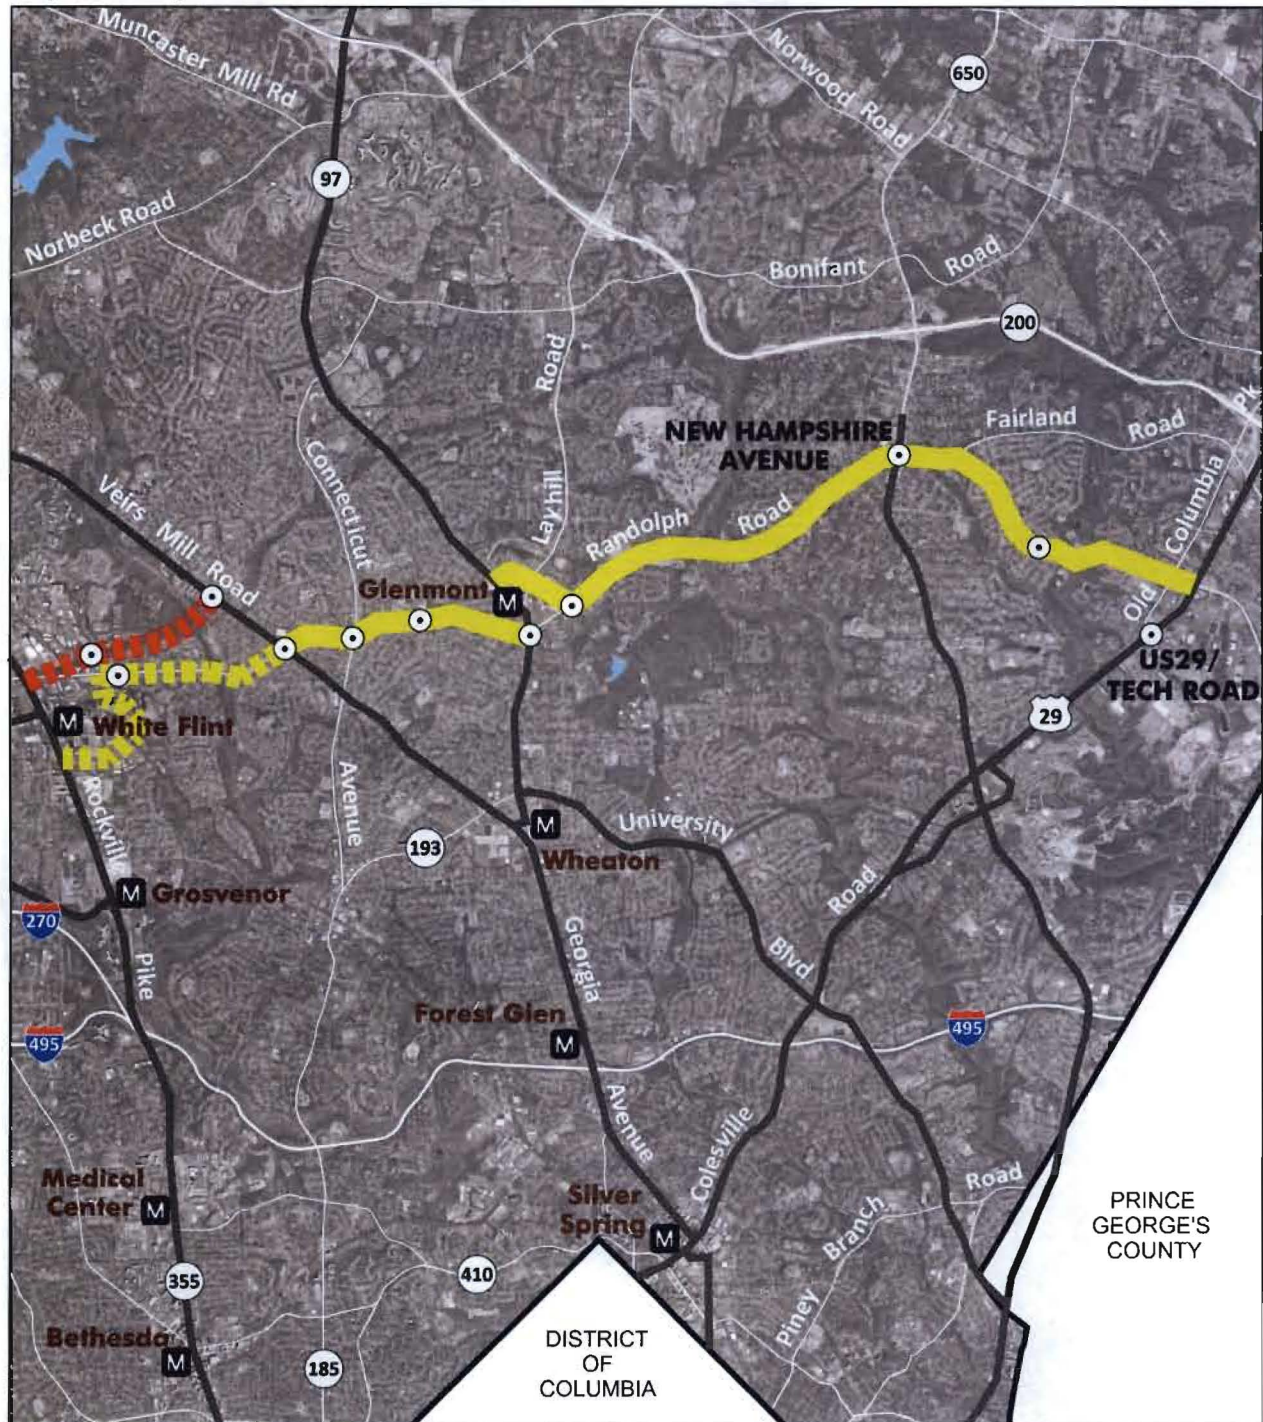 Muncaster Mill Rd
Norwood Road
650
97
Norbeck Road
Bonifant Road
200
Layhill Road
Connecticut Avenue
NEW HAMPSHIRE
AVENUE
Fairland Road
Old Columbia Pk
Veirs Mill Road
Randolph Road
Glenmont
M
US29/
TECH ROAD
M
White Flint
29
Rockville Pike
University Blvd
193
M
Wheaton
M
Grosvenor
270
Georgia Avenue
Colesville Road
Forest Glen
M
495
495
Medical
Center
M
Silver
Spring
M
Piney Branch Road
PRINCE
GEORGE'S
COUNTY
355
410
Bethesda
M
185
DISTRICT
OF
COLUMBIA